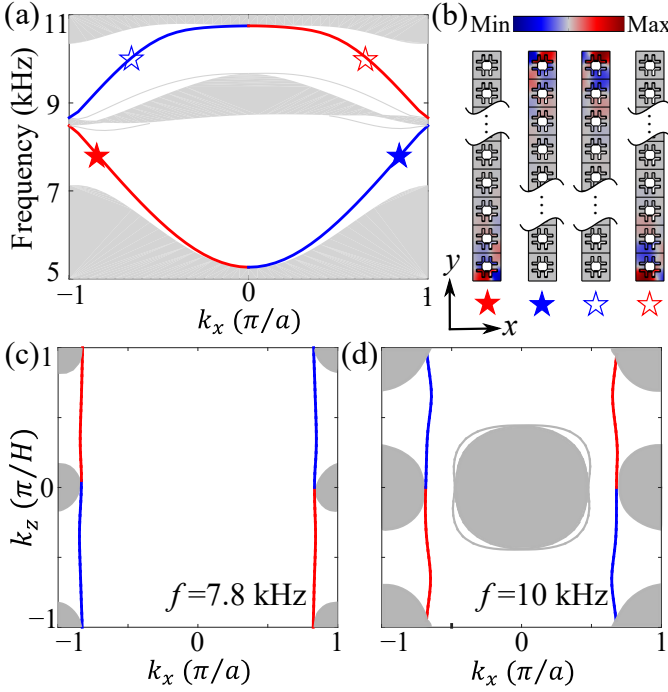 (a)
11
9
7
5
Frequency (kHz)
−1
0
1
k_x (π/a)
(b)
Min
Max
y
x
(c)
1
0
−1
k_z (π/H)
f=7.8 kHz
−1
0
1
k_x (π/a)
(d)
f=10 kHz
−1
0
1
k_x (π/a)